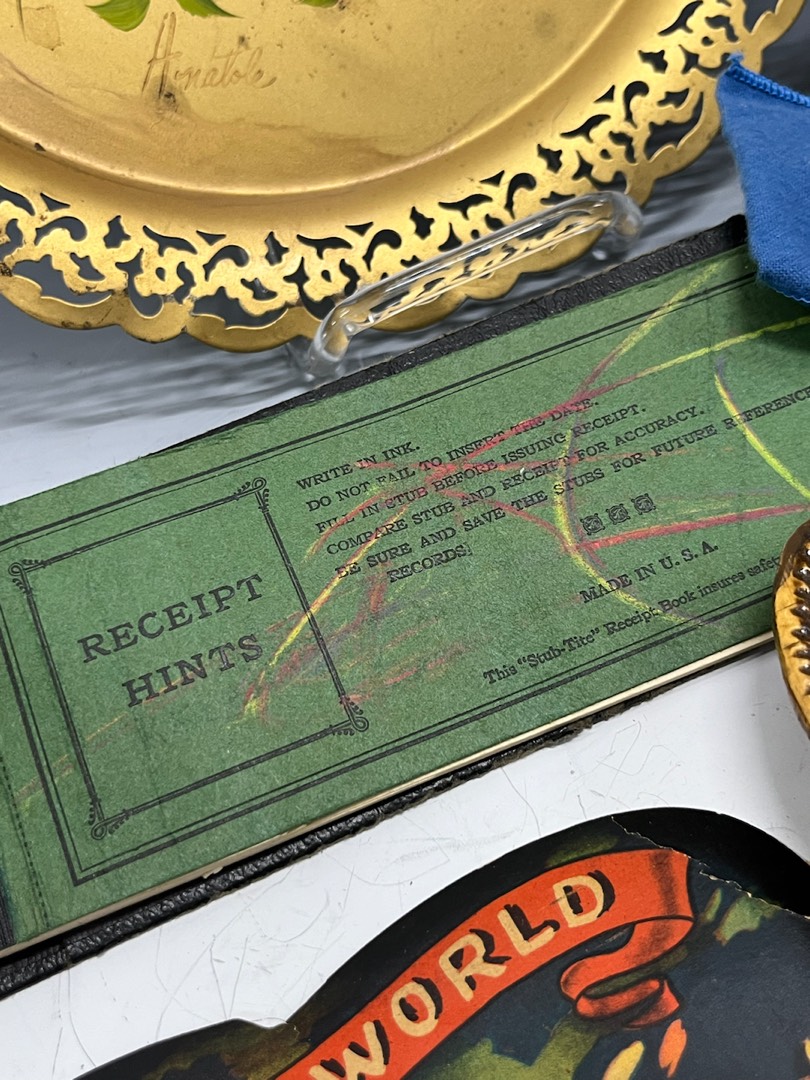 Annatole
RECEIPT
HINTS
WRITE IN INK.
DO NOT FAIL TO INSERT THE DATE.
FILL IN STUB BEFORE ISSUING RECEIPT.
COMPARE STUB AND RECEIPT FOR ACCURACY.
BE SURE AND SAVE THE STUBS FOR FUTURE REFERENCE
RECORDS!
MADE IN U. S. A.
This "Stub-Tite" Receipt Book insures
WORLD